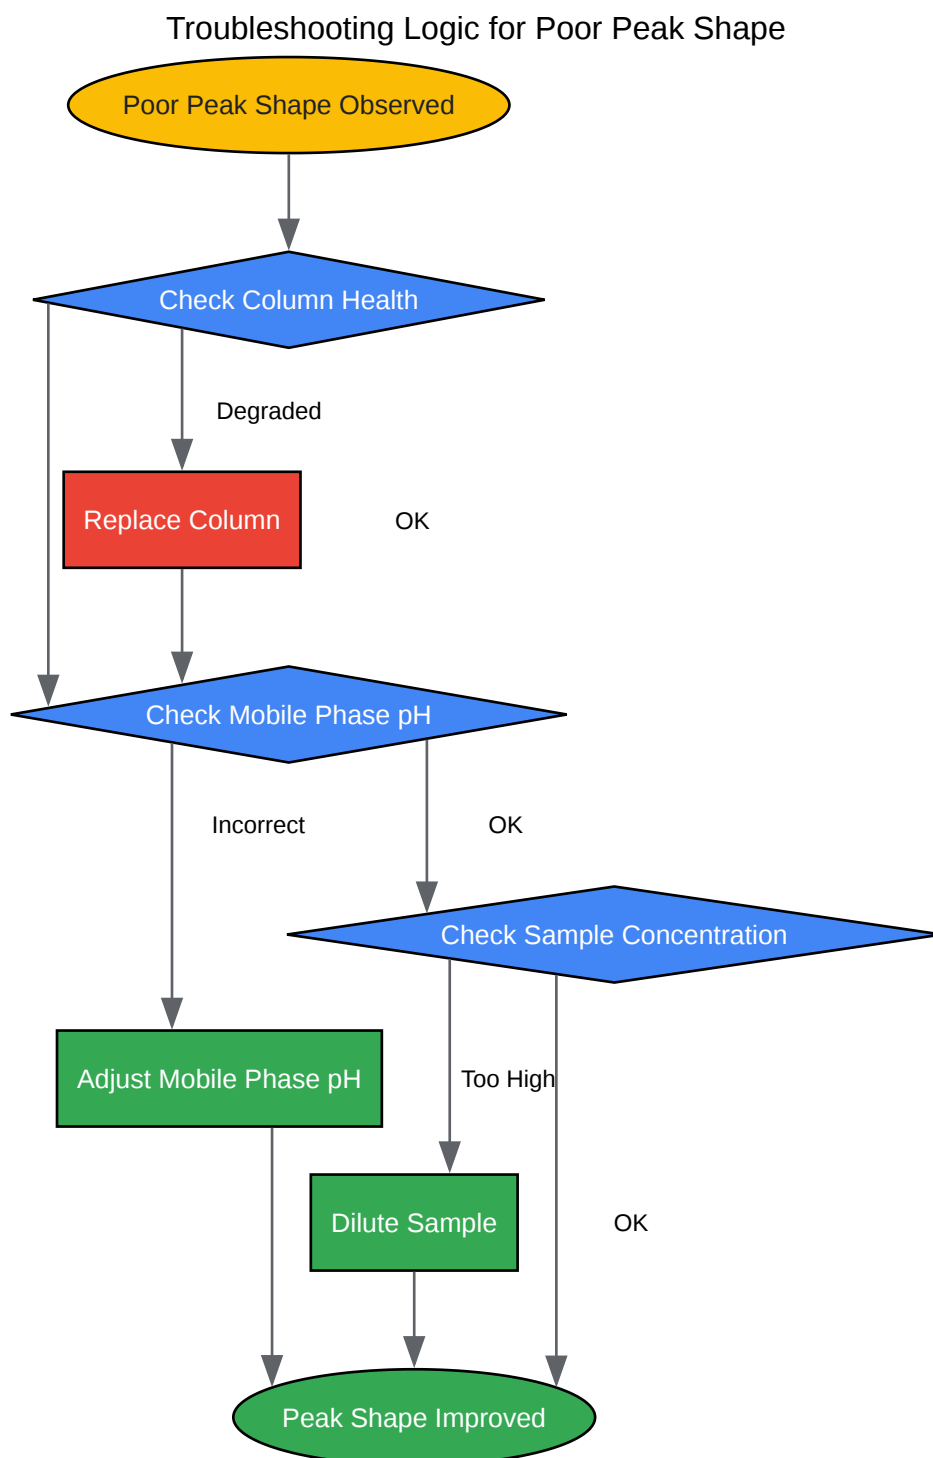 Troubleshooting Logic for Poor Peak Shape
Poor Peak Shape Observed
Check Column Health
Degraded
Replace Column
OK
Check Mobile Phase pH
Incorrect
OK
Check Sample Concentration
Adjust Mobile Phase pH
Too High
Dilute Sample
OK
Peak Shape Improved